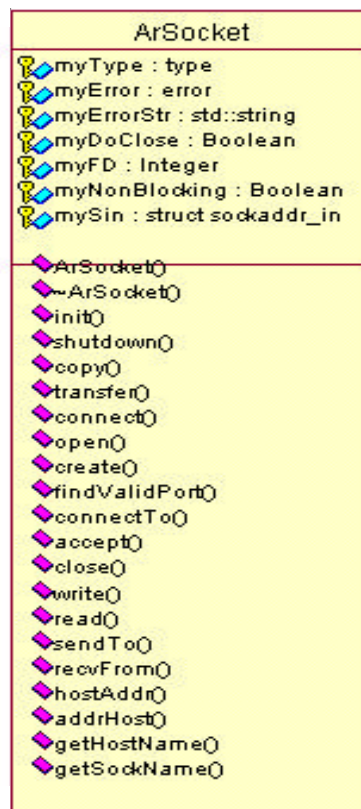 ArSocket
myType : type
myError : error
myErrorStr : std::string
myDoClose : Boolean
myFD : Integer
myNonBlocking : Boolean
mySin : struct sockaddr_in
ArSocket()
~ArSocket()
init()
shutdown()
copy()
transfer()
connect()
open()
create()
findValidPort()
connectTo()
accept()
close()
write()
read()
sendTo()
recvFrom()
hostAddr()
addrHost()
getHostName()
getSockName()